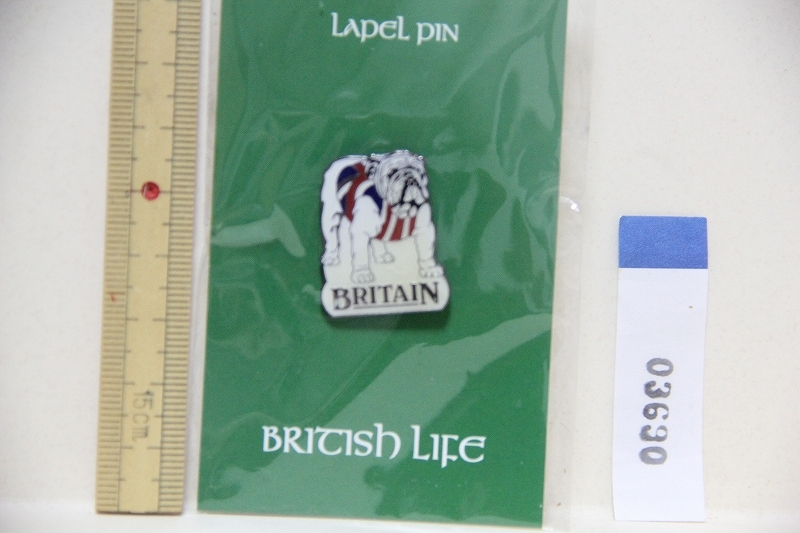 LAPEL PIN
BRITAIN
BRITISH LIFE
15cm
03690